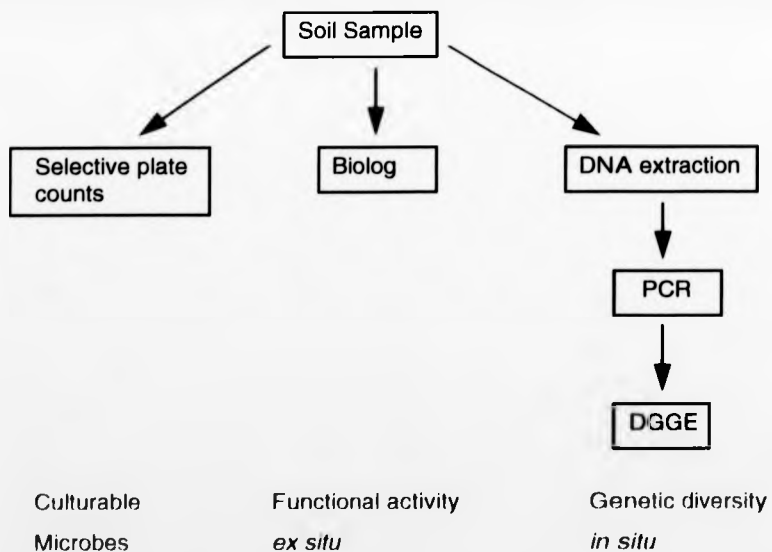 Soil Sample
Selective plate
counts
Biolog
DNA extraction
PCR
DGGE
Culturable
Microbes
Functional activity
ex situ
Genetic diversity
in situ